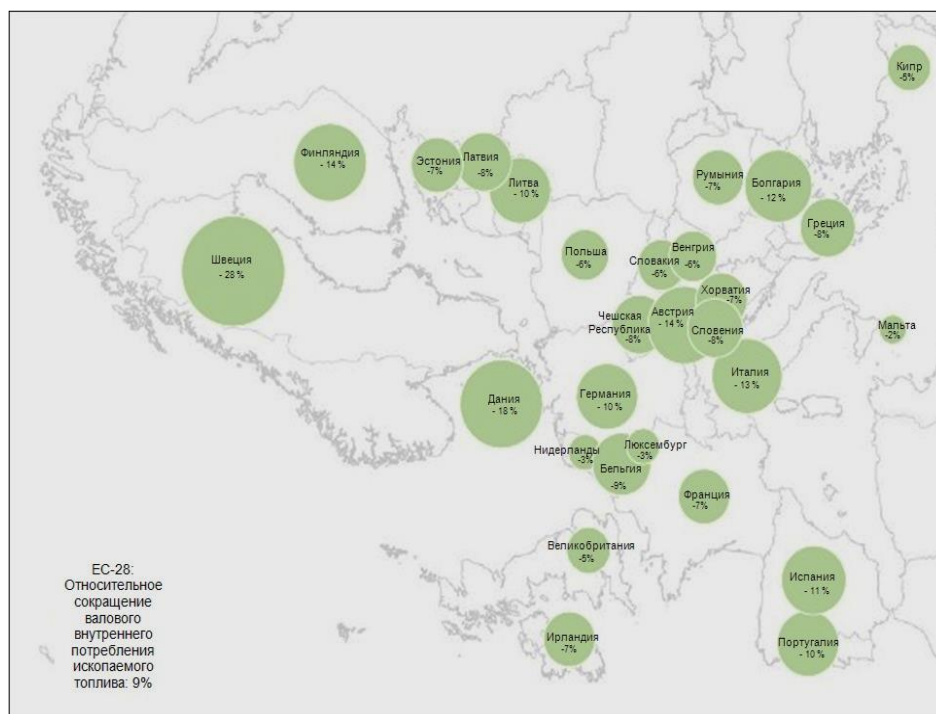 Кипр
-5%
Финляндия
- 14 %
Эстония
-7%
Латвия
-8%
Литва
- 10 %
Румыния
-7%
Болгария
- 12 %
Греция
-8%
Швеция
- 28 %
Польша
-6%
Словакия
-6%
Венгрия
-6%
Хорватия
-7%
Чешская
Республика
-8%
Австрия
- 14 %
Словения
-8%
Мальта
-2%
Италия
- 13 %
Дания
- 18 %
Германия
- 10 %
Нидерланды
-3%
Люксембург
-3%
Бельгия
-9%
Франция
-7%
Великобритания
-5%
Испания
- 11 %
Ирландия
-7%
Португалия
- 10 %
ЕС-28:
Относительное
сокращение
валового
внутреннего
потребления
ископаемого
топлива: 9%